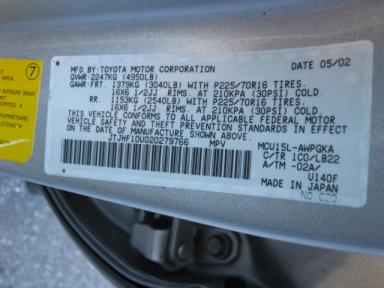 MFD. BY: TOYOTA MOTOR CORPORATION DATE 05/02
GVWR: 2247KG (4950LB)
GAWR: FRT. 1379KG (3040LB) WITH P225/70R16 TIRES.
16X6 1/2JJ RIMS. AT 210KPA (30PSI) COLD.
RR. 1153KG (2540LB) WITH P225/70R16 TIRES.
16X6 1/2JJ RIMS. AT 210KPA (30PSI) COLD.
THIS VEHICLE CONFORMS TO ALL APPLICABLE FEDERAL MOTOR
VEHICLE SAFETY AND THEFT PREVENTION STANDARDS IN EFFECT
ON THE DATE OF MANUFACTURE SHOWN ABOVE.
JTJHF10U020279766 MPV
MCU15L-AWPGKA
C/TR 1C0/LB22
A/TM -02A/
U140F
MADE IN
JAPAN
7
AREA.